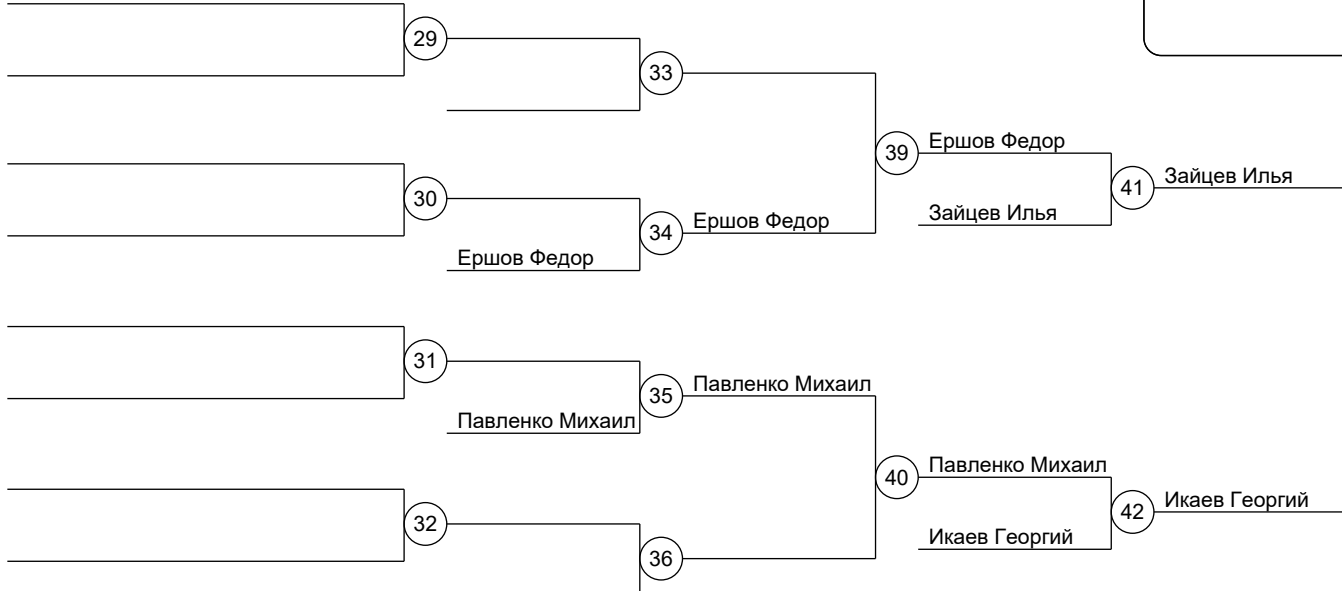 29
33
39
Ершов Федор
41
Зайцев Илья
30
Зайцев Илья
34
Ершов Федор
Ершов Федор
31
35
Павленко Михаил
Павленко Михаил
40
Павленко Михаил
42
Икаев Георгий
32
Икаев Георгий
36